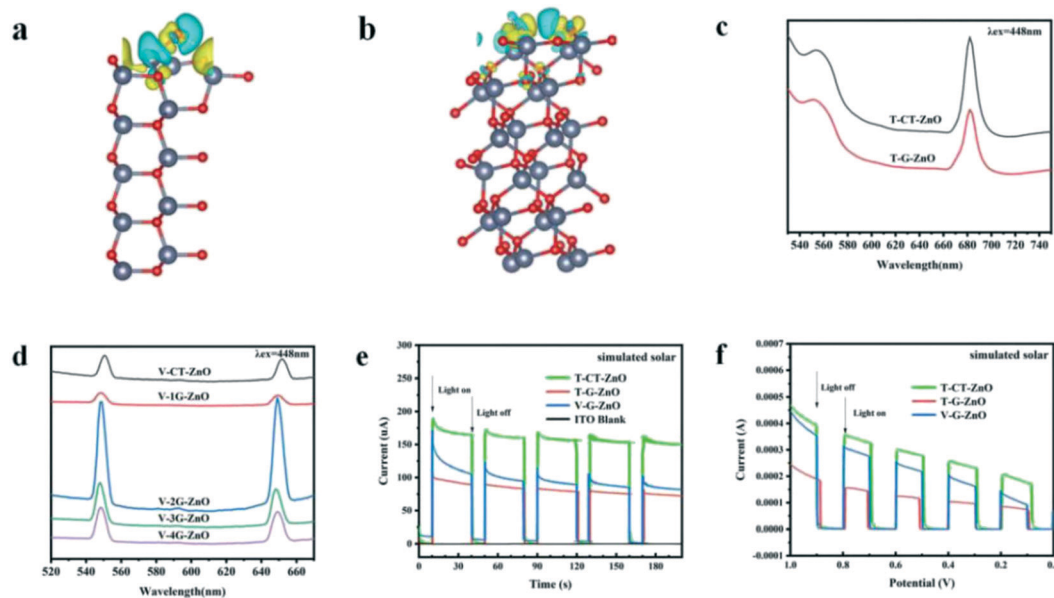 a
b
c
λex=448nm
T-CT-ZnO
T-G-ZnO
540 560 580 600 620 640 660 680 700 720 740
Wavelength(nm)
d
λex=448nm
V-CT-ZnO
V-1G-ZnO
V-2G-ZnO
V-3G-ZnO
V-4G-ZnO
520 540 560 580 600 620 640 660
Wavelength(nm)
e
simulated solar
300
250
200
150
100
50
0
Current (uA)
T-CT-ZnO
T-G-ZnO
V-G-ZnO
ITO Blank
Light on
Light off
0 30 60 90 120 150 180
Time (s)
f
simulated solar
0.0007
0.0006
0.0005
0.0004
0.0003
0.0002
0.0001
0.0000
-0.0001
Current (A)
T-CT-ZnO
T-G-ZnO
V-G-ZnO
Light off
Light on
1.0 0.8 0.6 0.4 0.2
Potential (V)